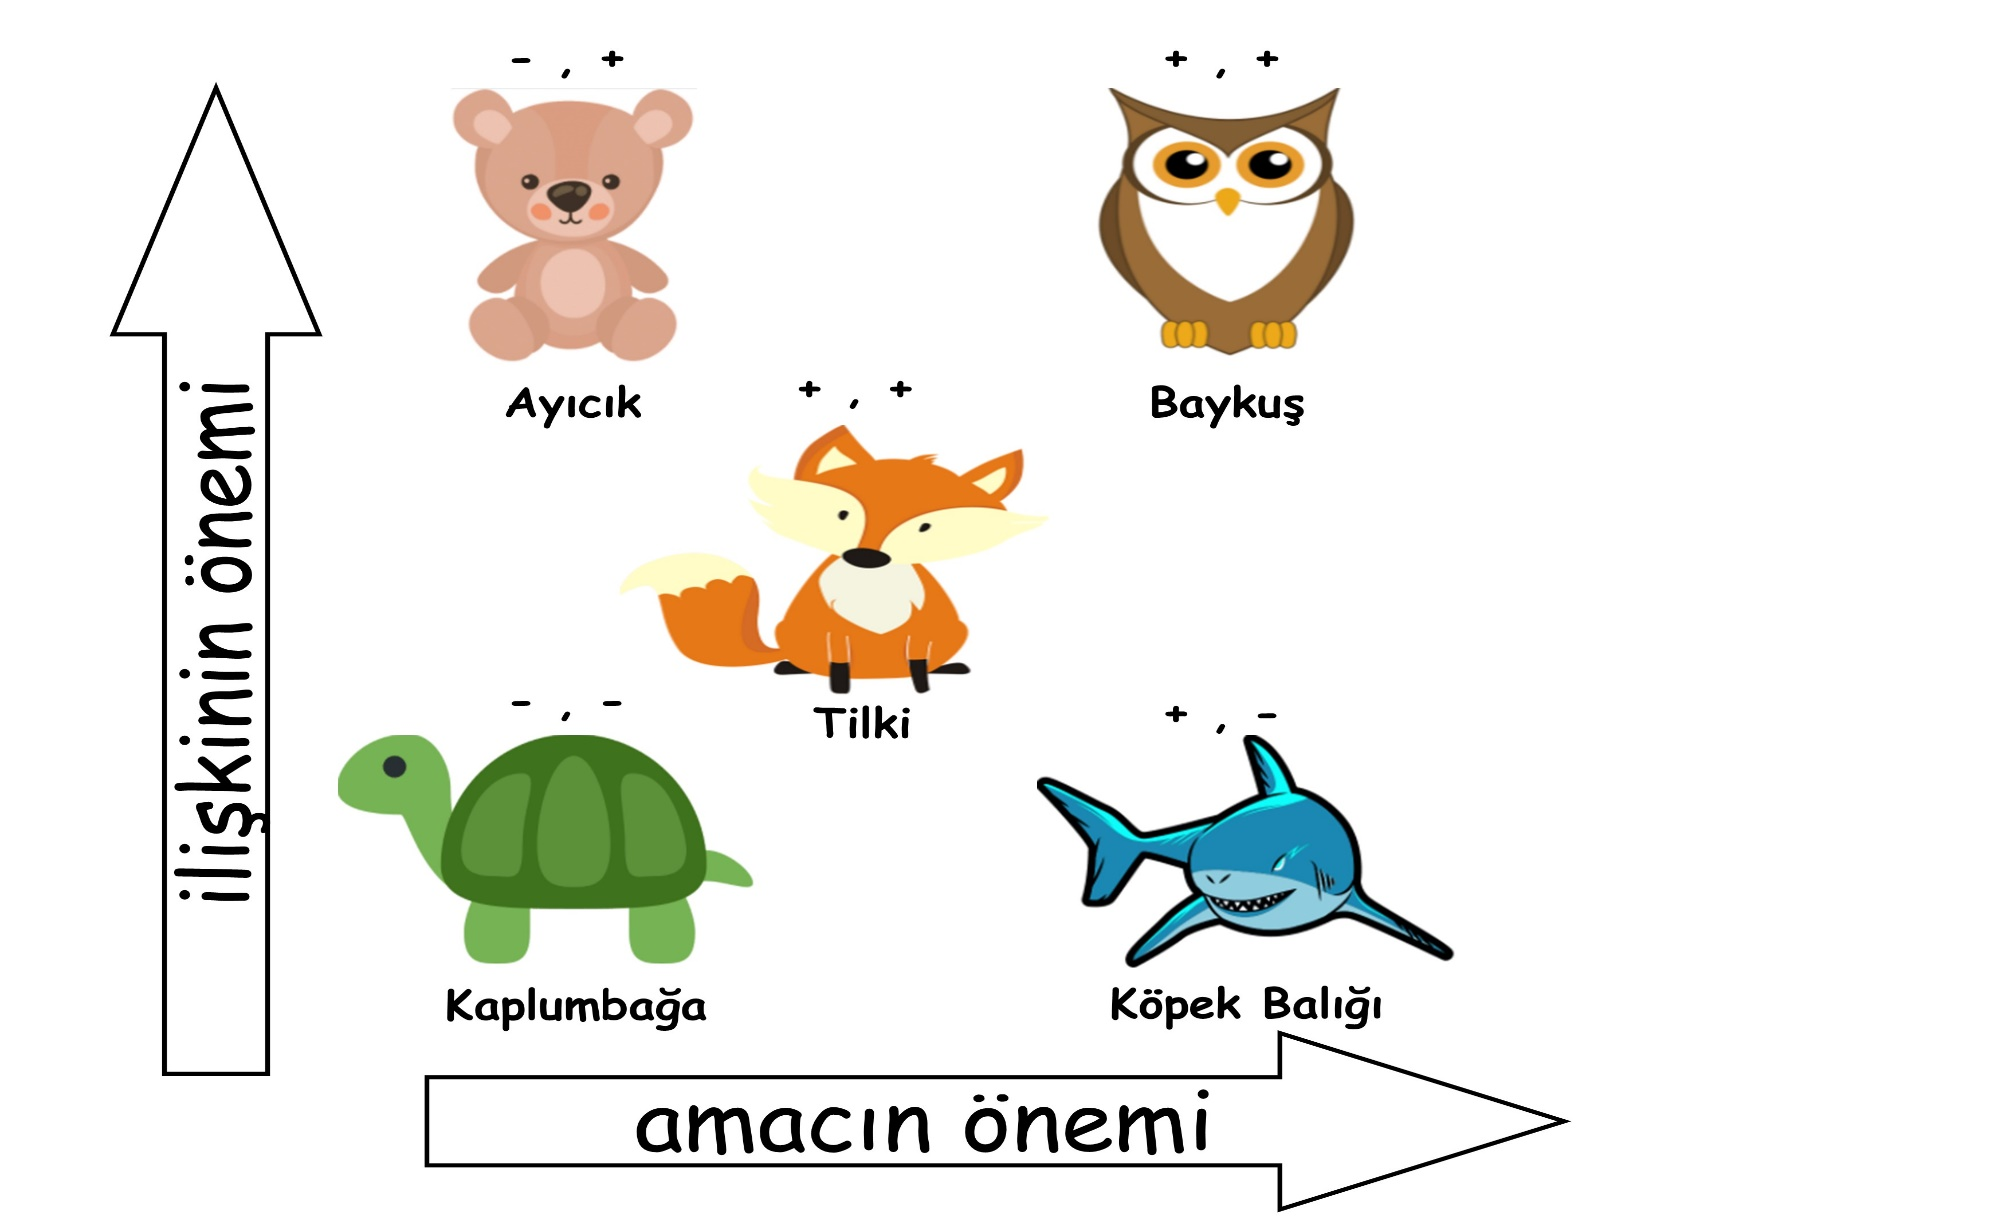 - , +
+ , +
Ayıcık
Baykuş
+ , +
Tilki
- , -
+ , -
Kaplumbağa
Köpek Balığı
ilişkinin önemi
amacın önemi